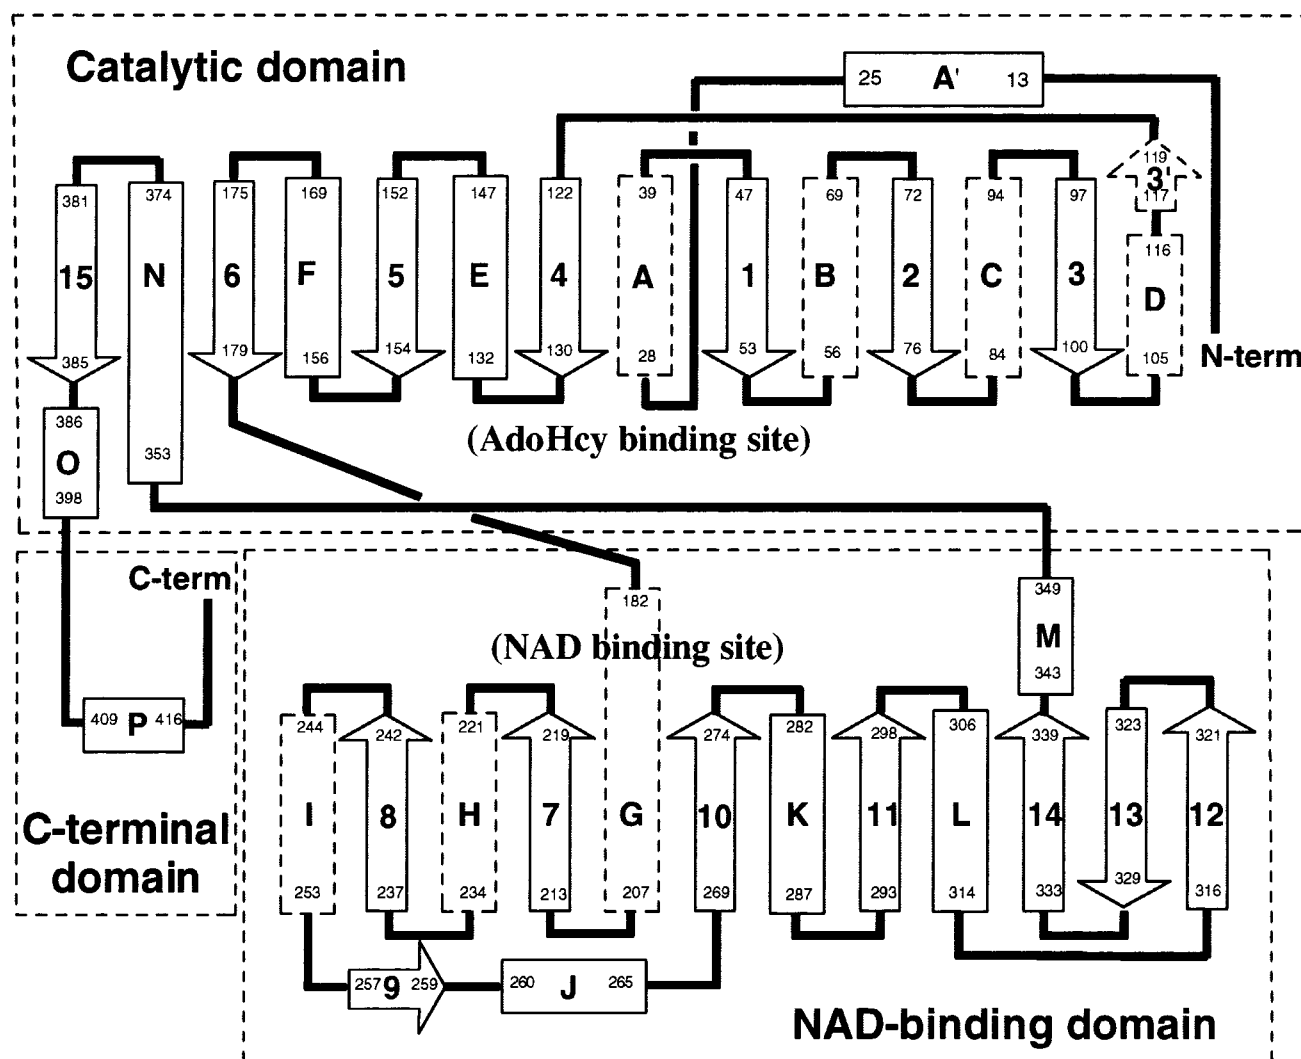 Catalytic domain
25 A' 13
119
3'
117
381 374 175 169 152 147 122 39 47 69 72 94 97 116
15 N 6 F 5 E 4 A 1 B 2 C 3 D
385 353 179 156 154 132 130 28 53 56 76 84 100 105
N-term
386
O
398
(AdoHcy binding site)
C-term
409 P 416
C-terminal
domain
182
349
M
343
(NAD binding site)
244 242 221 219 274 282 298 306 339 323 321
I 8 H 7 G 10 K 11 L 14 13 12
253 237 234 213 207 269 287 293 314 333 329 316
257 9 259 260 J 265
NAD-binding domain